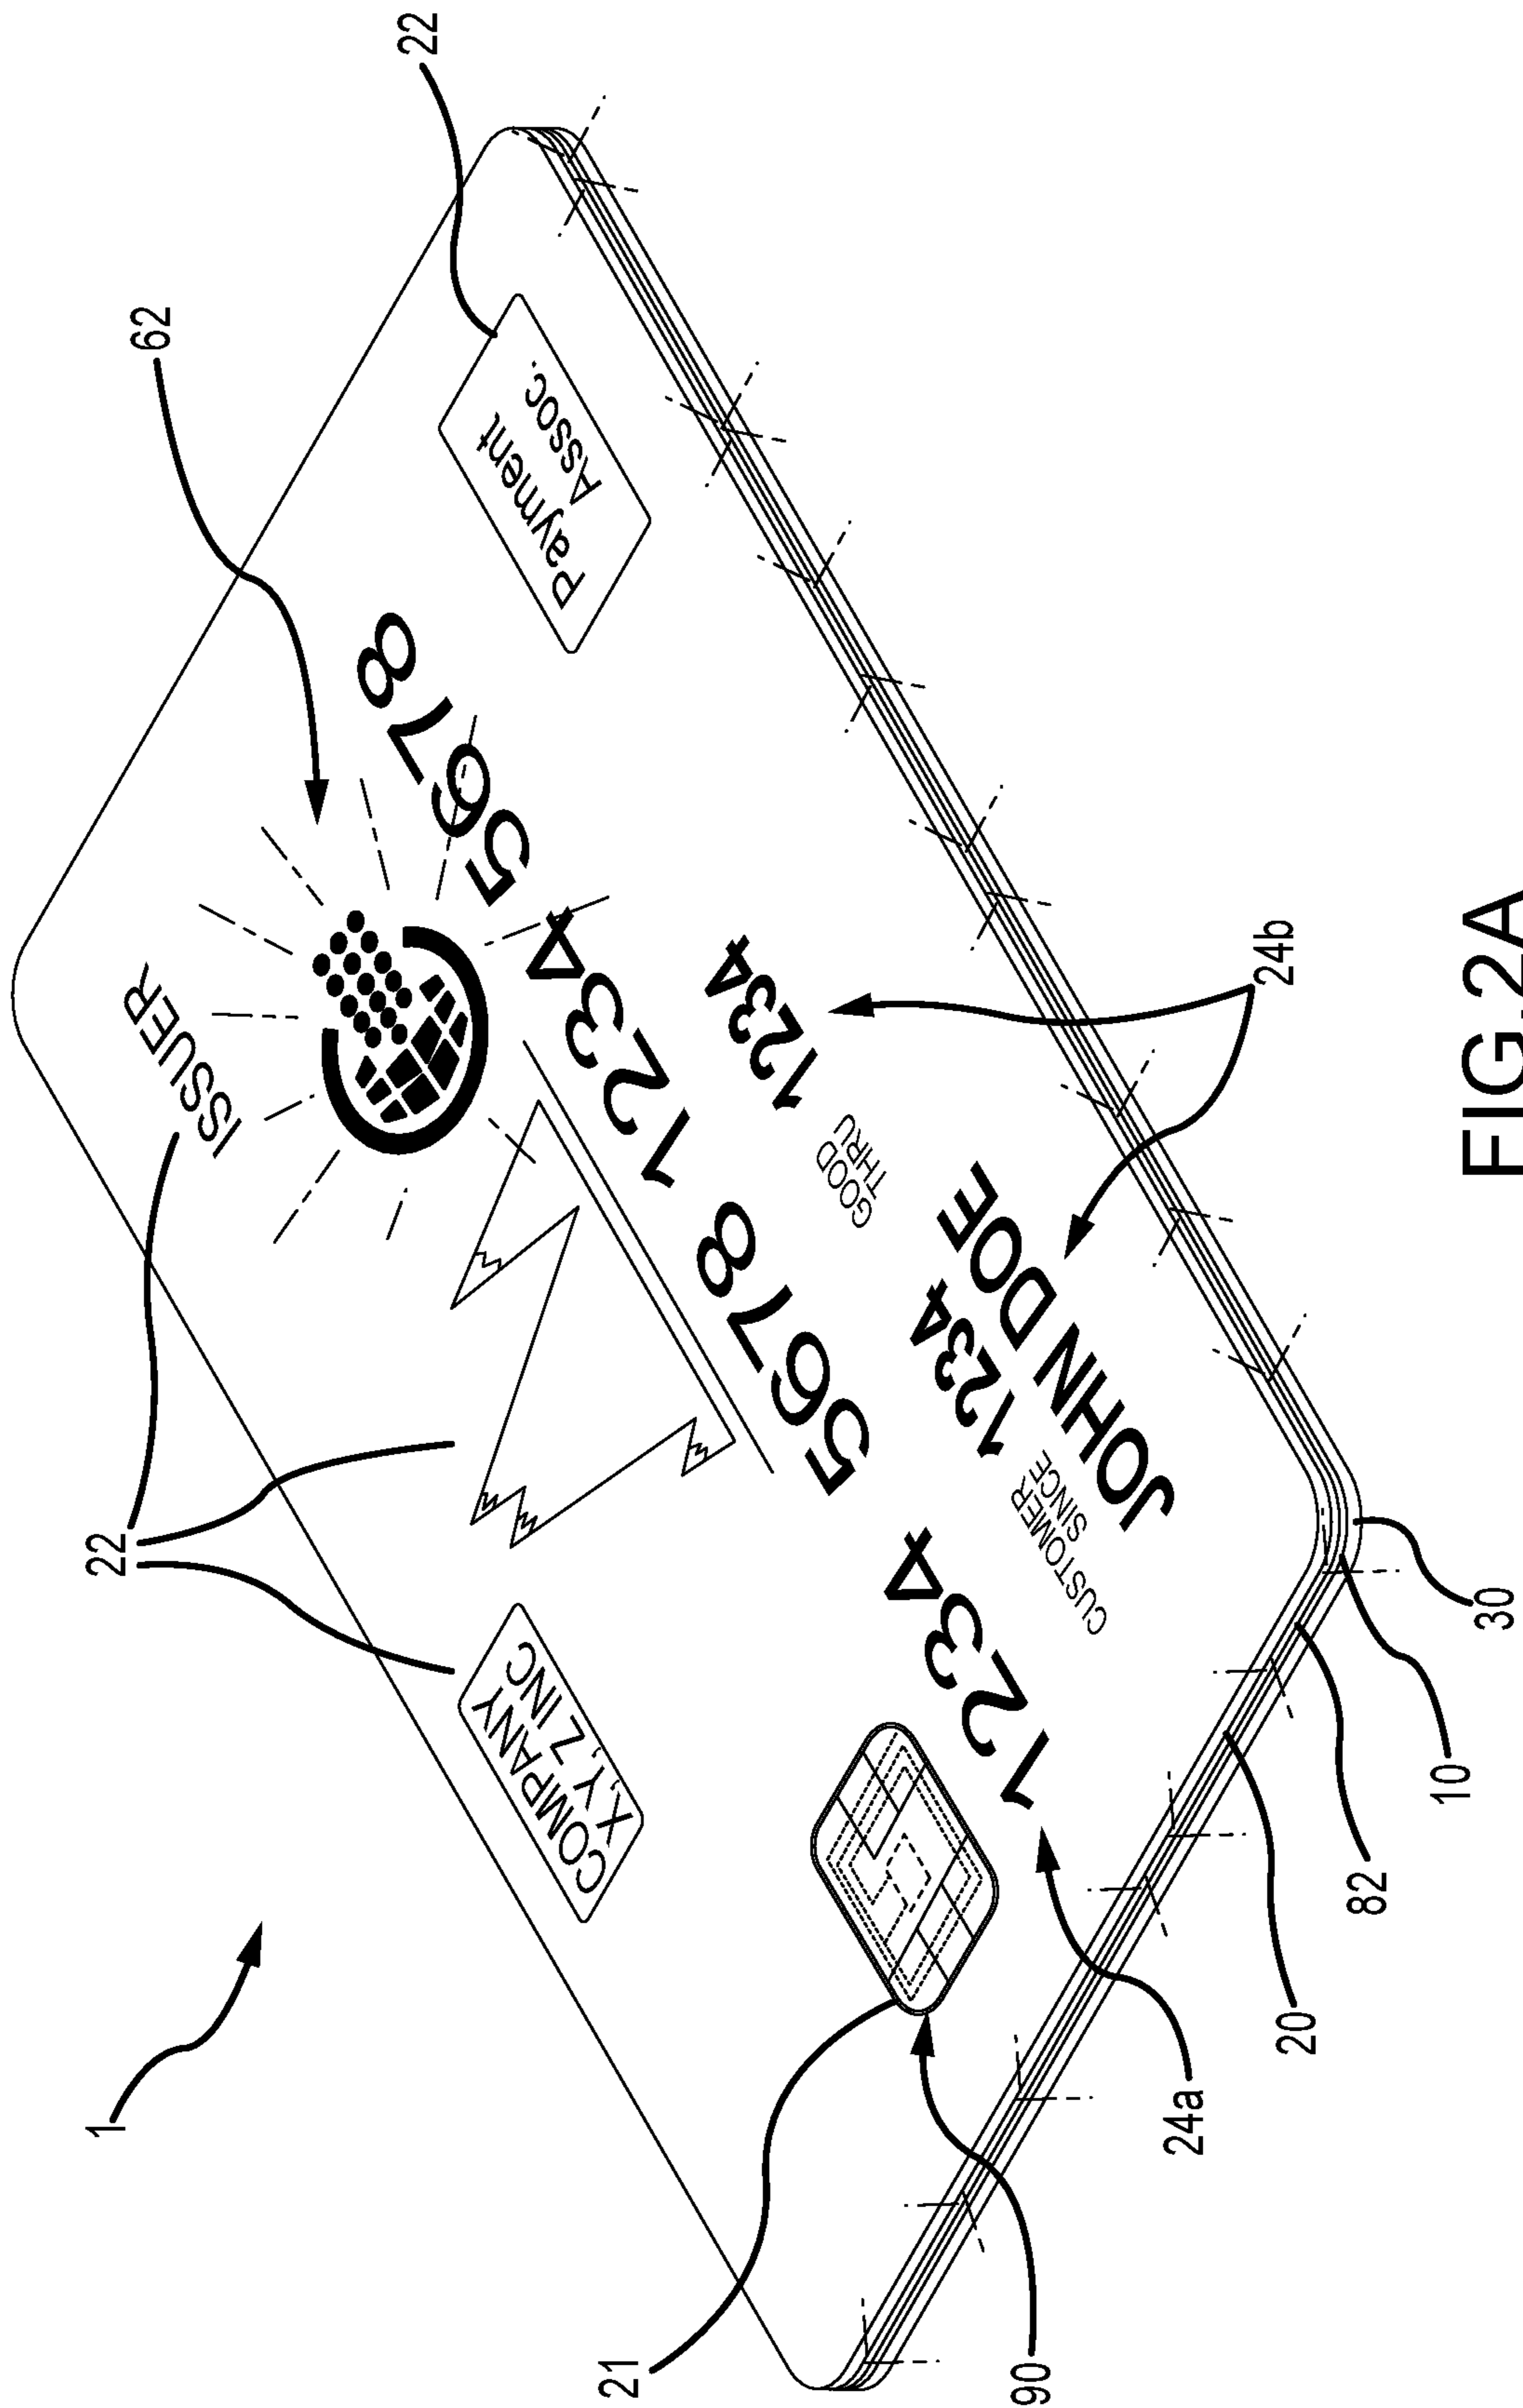 1
22
62
22
ISSUER
COMPANY
X,Y,Z INC
Payment
Assoc.
21
1234 5678 1234 5678
GOOD
THRU
1234
CUSTOMER
SINCE
1234
JOHN DOE
90
24a
24b
20
82
10
30
FIG.2A